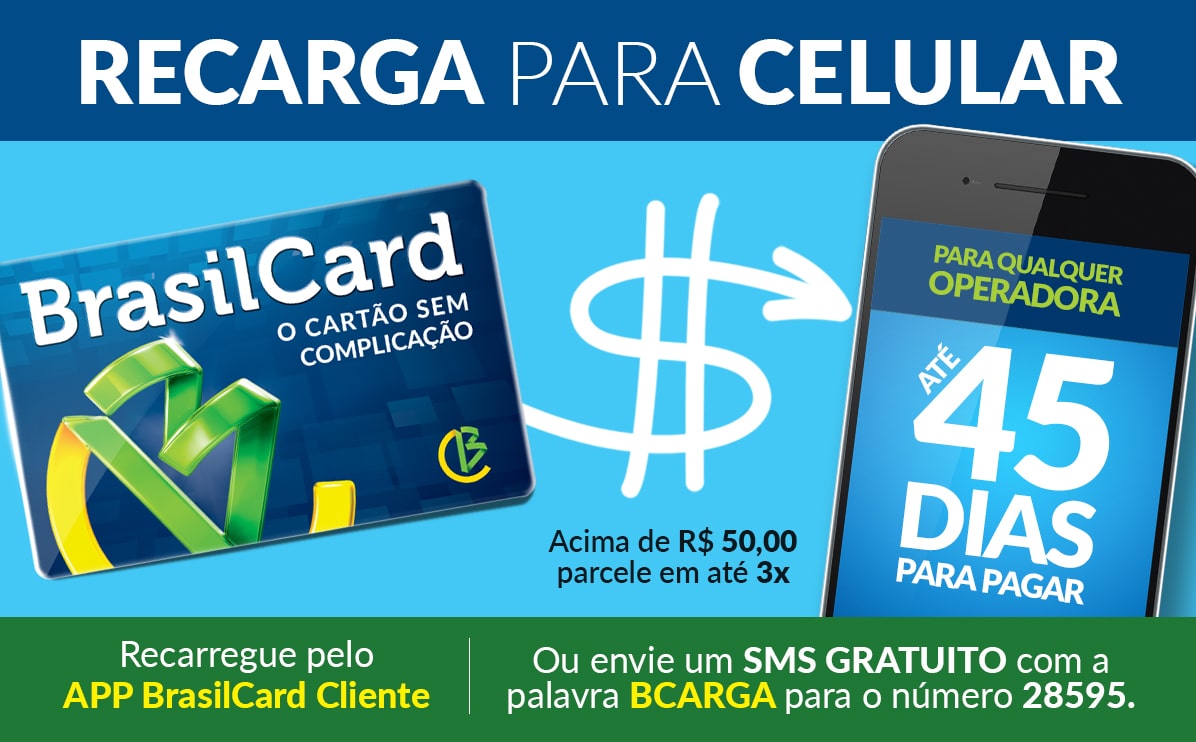 RECARGA PARA CELULAR
BrasilCard
O CARTÃO SEM
COMPLICAÇÃO
PARA QUALQUER
OPERADORA
ATÉ
45
DIAS
PARA PAGAR
Acima de R$ 50,00
parcele em até 3x
Recarregue pelo
APP BrasilCard Cliente
Ou envie um SMS GRATUITO com a
palavra BCARGA para o número 28595.